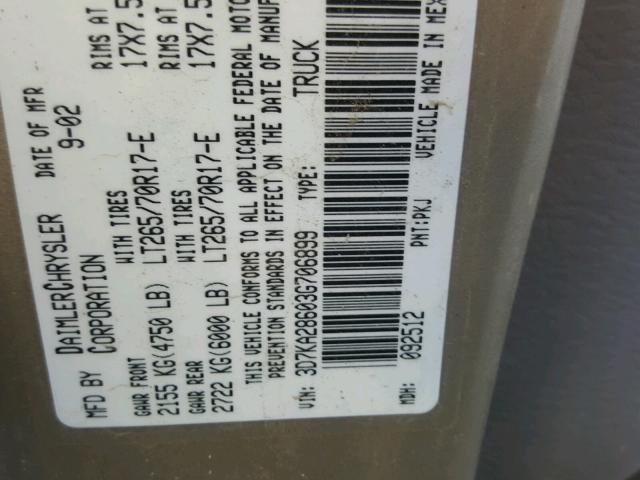 MFD BY DAIMLERCHRYSLER CORPORATION DATE OF MFR 9-02
GAWR FRONT WITH TIRES RIMS AT
2155 KG(4750 LB) LT265/70R17-E 17X7.5
GAWR REAR WITH TIRES RIMS AT
2722 KG(6000 LB) LT265/70R17-E 17X7.5
THIS VEHICLE CONFORMS TO ALL APPLICABLE FEDERAL
PREVENTION STANDARDS IN EFFECT ON THE DATE OF
VIN: 3D7KA28603G706899 TYPE: TRUCK
MDH: 092512 PNT:PKJ VEHICLE MADE IN